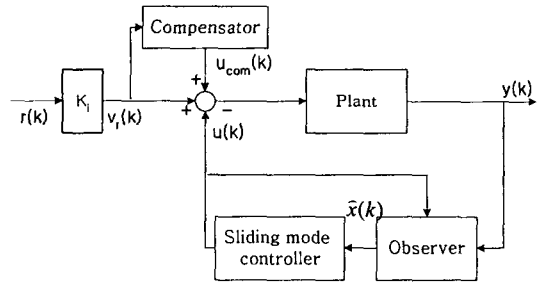 Compensator
+
u_com(k)
K_I
Plant
y(k)
r(k)
v_r(k)
+
−
u(k)
x̂(k)
Sliding mode
controller
Observer